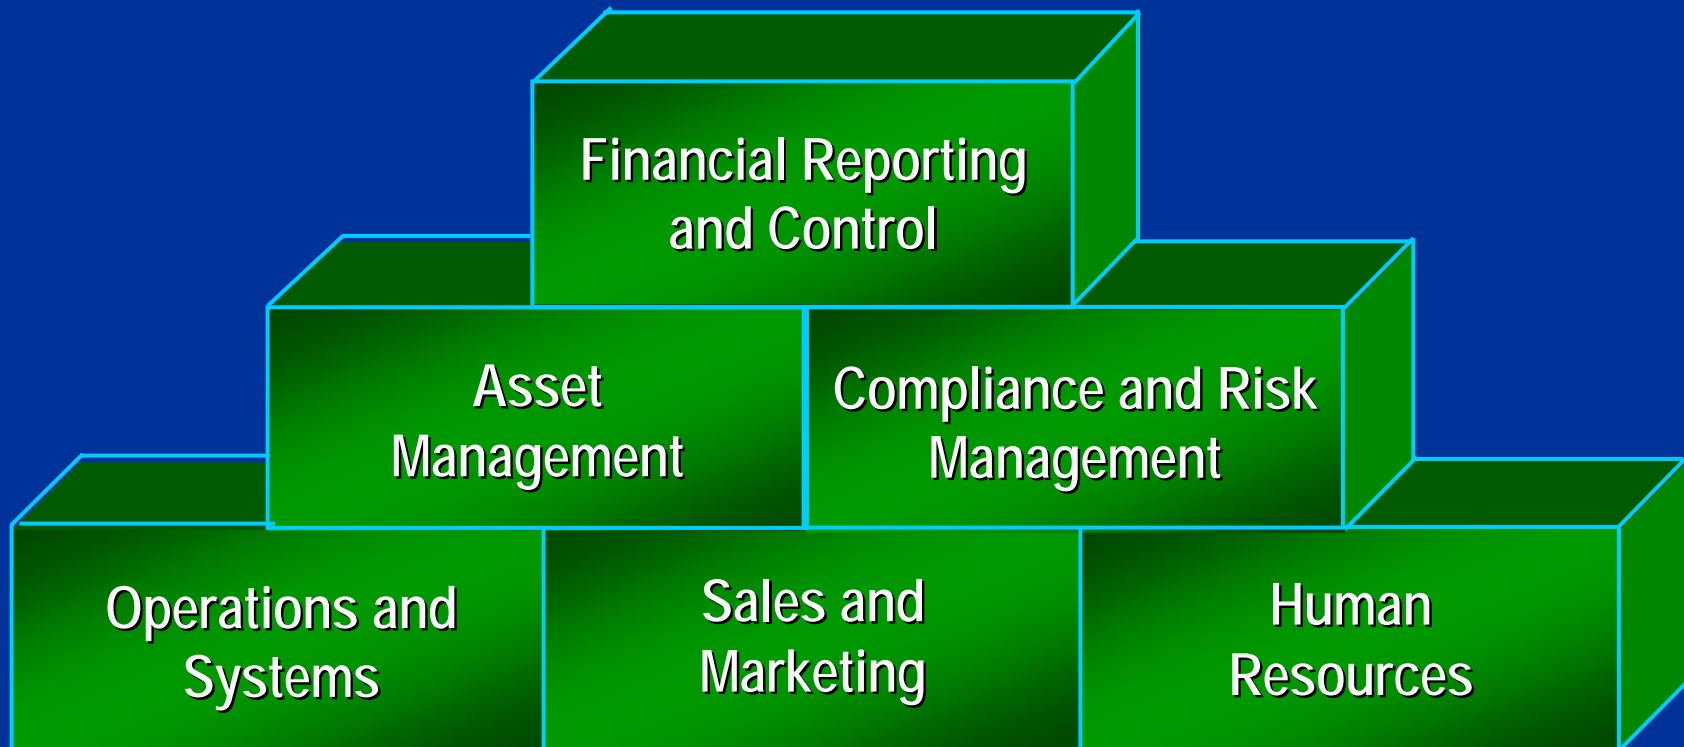 Financial Reporting
and Control
Asset
Management
Compliance and Risk
Management
Operations and
Systems
Sales and
Marketing
Human
Resources